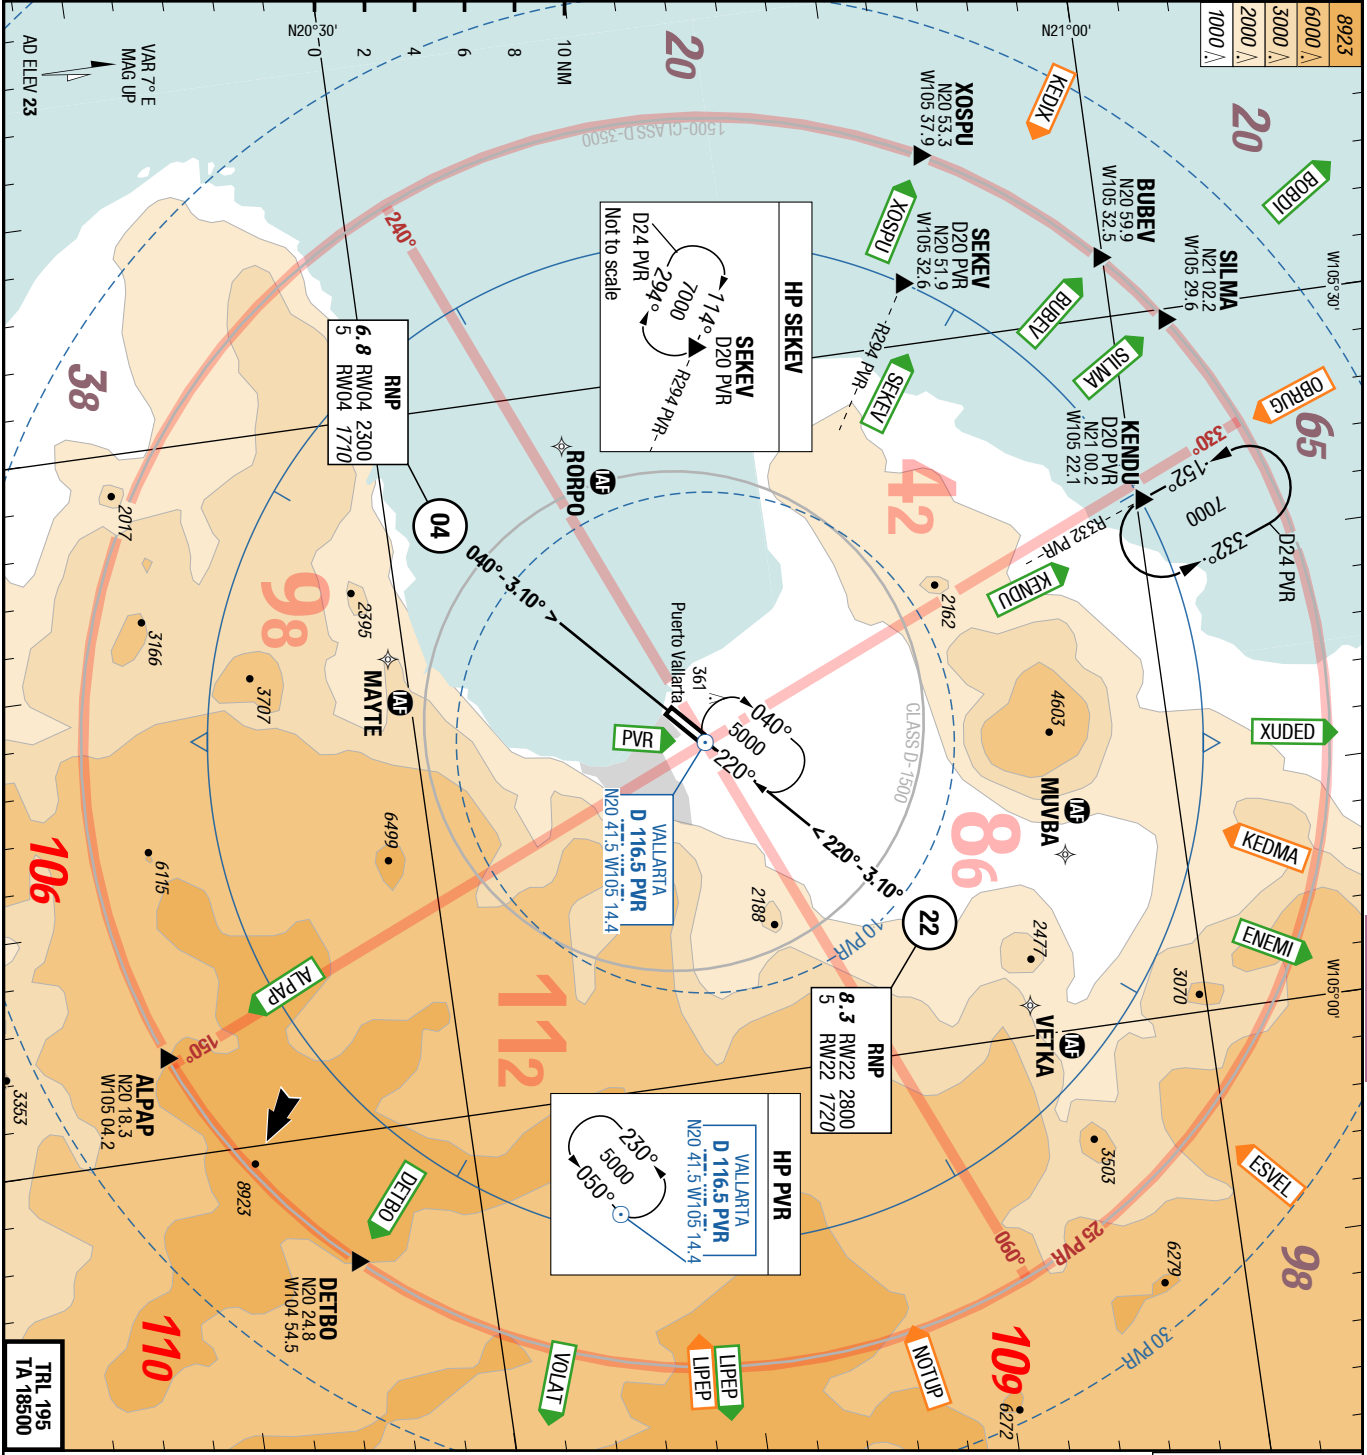 8923
6000
3000
2000
1000
VAR 7° E
MAG UP
AD ELEV 23
N20°30'
0
2
4
6
8
10 NM
N21°00'
W105°30'
W105°00'
20
20
65
38
98
42
86
112
106
110
109
98
KEDIX
BOBDI
OBRUG
XUDED
KEDMA
ENEMI
ESVEL
NOTUP
LIPEP
LIPEP
VOLAT
DETBO
ALPAP
PVR
XOSPU
BUBEV
SILMA
SEKEV
KENDU
1500-CLASS D-3500
CLASS D-1500
XOSPU
N20 53.3
W105 37.9
BUBEV
N20 59.9
W105 32.5
SILMA
N21 02.2
W105 29.6
SEKEV
D20 PVR
N20 51.9
W105 32.6
KENDU
D20 PVR
N21 00.2
W105 22.1
R294 PVR
R332 PVR
152°
7000
332°
D24 PVR
240°
330°
060°
150°
25 PVR
30 PVR
10 PVR
HP SEKEV
SEKEV
D20 PVR
114°
7000
294°
R294 PVR
D24 PVR
Not to scale
RNP
6.8 RW04 2300
5 RW04 1710
04
040°-3.10° >
RORPO
IAF
MAYTE
IAF
MUVBA
IAF
VETKA
IAF
Puerto Vallarta
361
040°
5000
220°
< 220°-3.10°
22
RNP
8.3 RW22 2800
5 RW22 1720
VALLARTA
D 116.5 PVR
N20 41.5 W105 14.4
HP PVR
VALLARTA
D 116.5 PVR
N20 41.5 W105 14.4
230°
5000
050°
2017
3166
2395
3707
6499
6115
2162
4603
2188
2477
3070
3503
6279
6272
8923
3353
ALPAP
N20 18.3
W105 04.2
DETBO
N20 24.8
W104 54.5
TRL 195
TA 18500